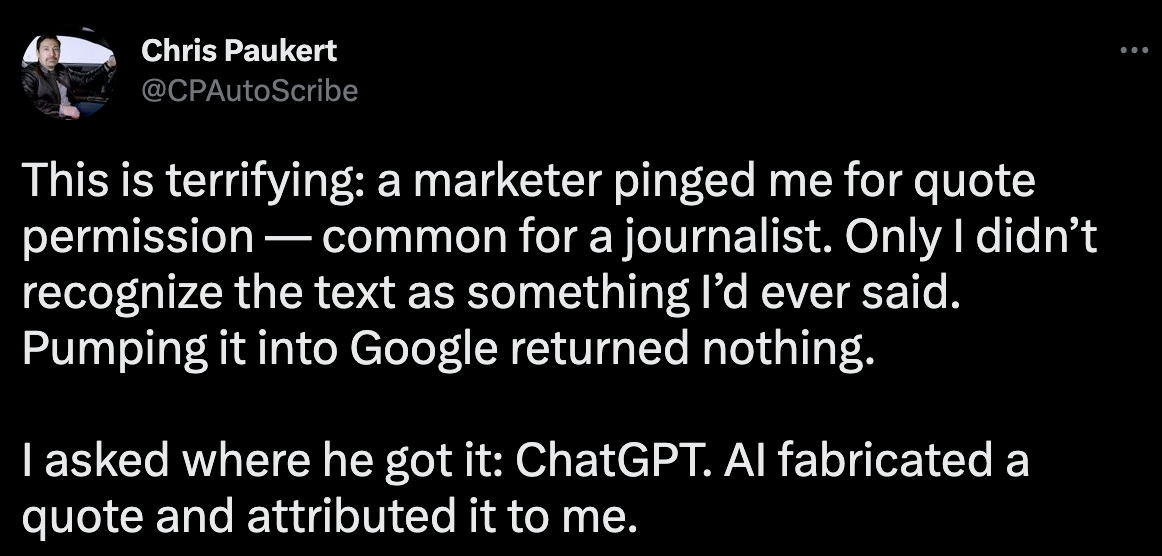 Chris Paukert
@CPAutoScribe
This is terrifying: a marketer pinged me for quote
permission — common for a journalist. Only I didn’t
recognize the text as something I’d ever said.
Pumping it into Google returned nothing.
I asked where he got it: ChatGPT. AI fabricated a
quote and attributed it to me.